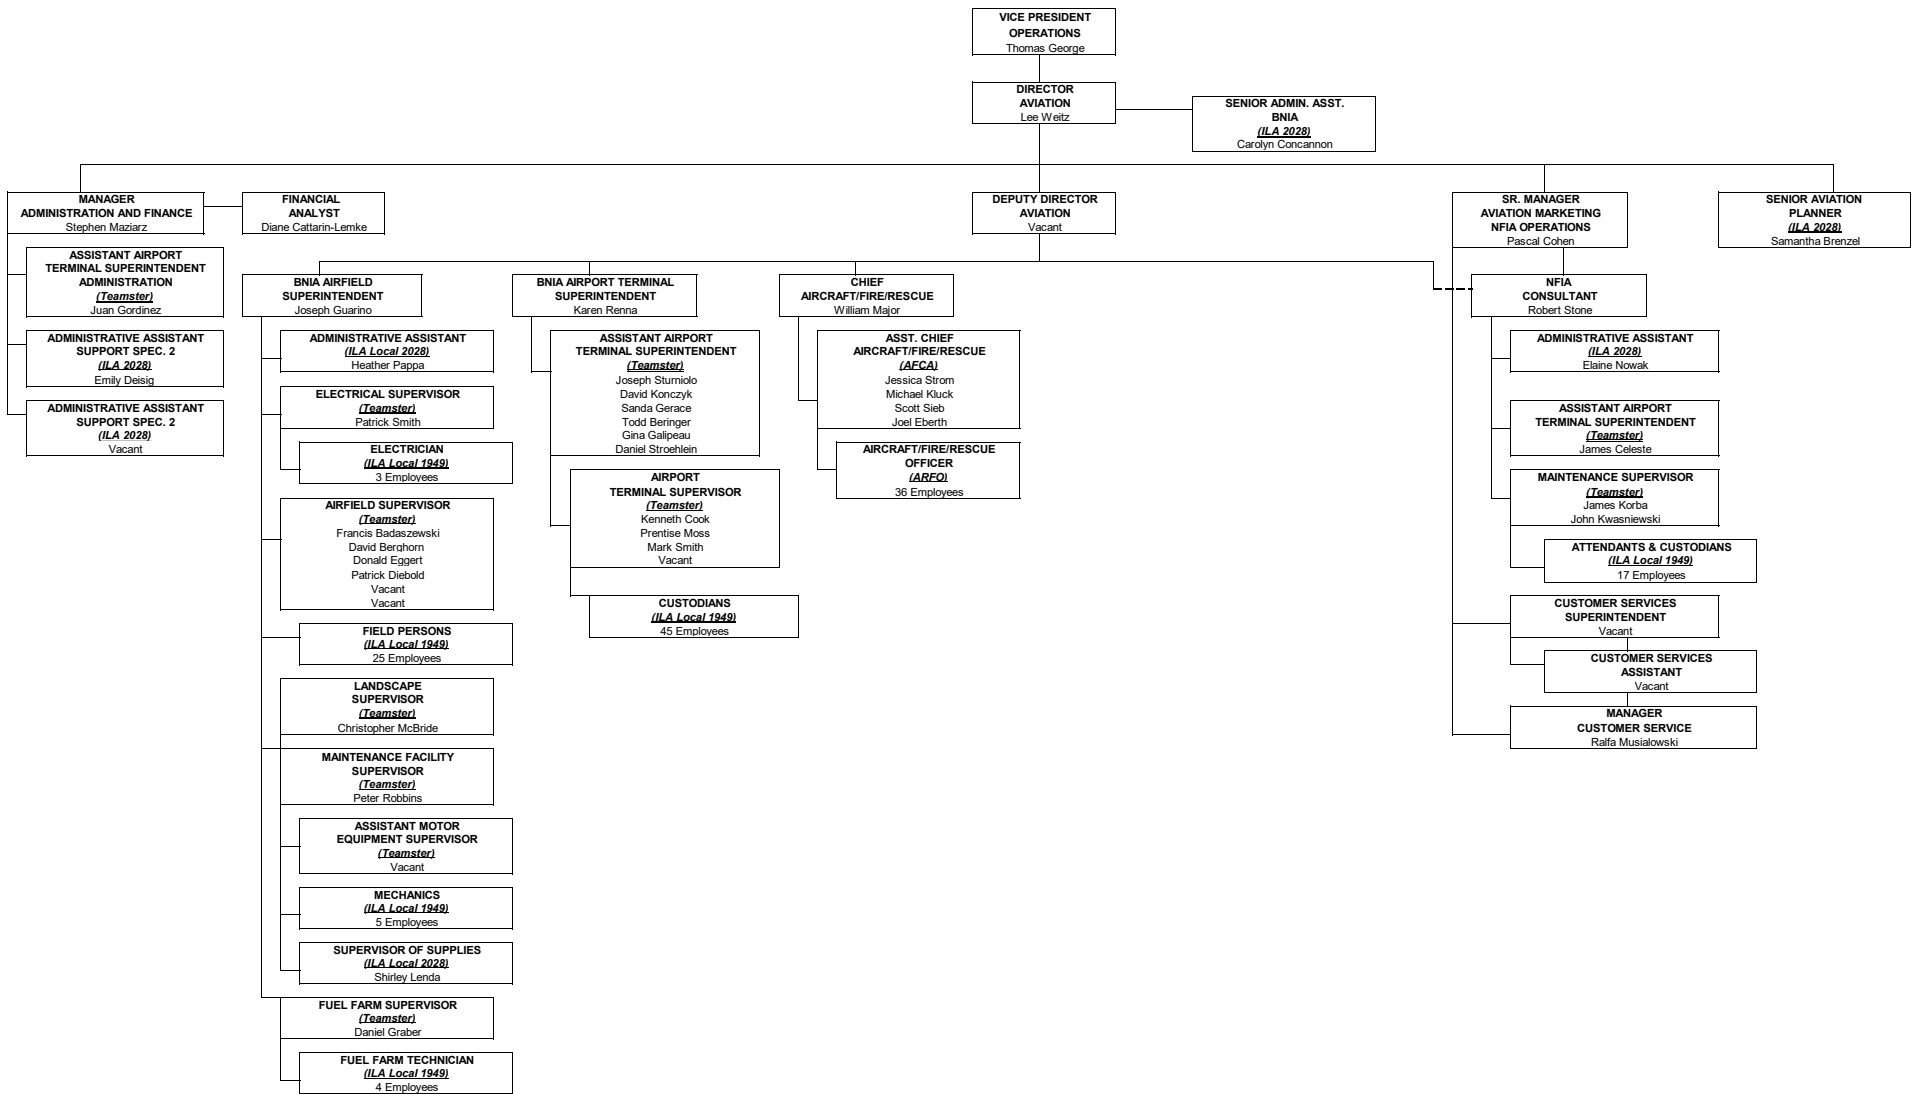 VICE PRESIDENT
OPERATIONS
Thomas George
DIRECTOR
AVIATION
Lee Weitz
SENIOR ADMIN. ASST.
BNIA
(ILA 2028)
Carolyn Concannon
MANAGER
ADMINISTRATION AND FINANCE
Stephen Maziarz
FINANCIAL
ANALYST
Diane Cattarin-Lemke
DEPUTY DIRECTOR
AVIATION
Vacant
SR. MANAGER
AVIATION MARKETING
NFIA OPERATIONS
Pascal Cohen
SENIOR AVIATION
PLANNER
(ILA 2028)
Samantha Brenzel
ASSISTANT AIRPORT
TERMINAL SUPERINTENDENT
ADMINISTRATION
(Teamster)
Juan Gordinez
ADMINISTRATIVE ASSISTANT
SUPPORT SPEC. 2
(ILA 2028)
Emily Deisig
ADMINISTRATIVE ASSISTANT
SUPPORT SPEC. 2
(ILA 2028)
Vacant
BNIA AIRFIELD
SUPERINTENDENT
Joseph Guarino
ADMINISTRATIVE ASSISTANT
(ILA Local 2028)
Heather Pappa
ELECTRICAL SUPERVISOR
(Teamster)
Patrick Smith
ELECTRICIAN
(ILA Local 1949)
3 Employees
AIRFIELD SUPERVISOR
(Teamster)
Francis Badaszewski
David Berghorn
Donald Eggert
Patrick Diebold
Vacant
Vacant
FIELD PERSONS
(ILA Local 1949)
25 Employees
LANDSCAPE
SUPERVISOR
(Teamster)
Christopher McBride
MAINTENANCE FACILITY
SUPERVISOR
(Teamster)
Peter Robbins
ASSISTANT MOTOR
EQUIPMENT SUPERVISOR
(Teamster)
Vacant
MECHANICS
(ILA Local 1949)
5 Employees
SUPERVISOR OF SUPPLIES
(ILA Local 2028)
Shirley Lenda
FUEL FARM SUPERVISOR
(Teamster)
Daniel Graber
FUEL FARM TECHNICIAN
(ILA Local 1949)
4 Employees
BNIA AIRPORT TERMINAL
SUPERINTENDENT
Karen Renna
ASSISTANT AIRPORT
TERMINAL SUPERINTENDENT
(Teamster)
Joseph Sturniolo
David Konczyk
Sanda Gerace
Todd Beringer
Gina Galipeau
Daniel Stroehlein
AIRPORT
TERMINAL SUPERVISOR
(Teamster)
Kenneth Cook
Prentise Moss
Mark Smith
Vacant
CUSTODIANS
(ILA Local 1949)
45 Employees
CHIEF
AIRCRAFT/FIRE/RESCUE
William Major
ASST. CHIEF
AIRCRAFT/FIRE/RESCUE
(AFCA)
Jessica Strom
Michael Kluck
Scott Sieb
Joel Eberth
AIRCRAFT/FIRE/RESCUE
OFFICER
(ARFO)
36 Employees
NFIA
CONSULTANT
Robert Stone
ADMINISTRATIVE ASSISTANT
(ILA 2028)
Elaine Nowak
ASSISTANT AIRPORT
TERMINAL SUPERINTENDENT
(Teamster)
James Celeste
MAINTENANCE SUPERVISOR
(Teamster)
James Korba
John Kwasniewski
ATTENDANTS & CUSTODIANS
(ILA Local 1949)
17 Employees
CUSTOMER SERVICES
SUPERINTENDENT
Vacant
CUSTOMER SERVICES
ASSISTANT
Vacant
MANAGER
CUSTOMER SERVICE
Ralfa Musialowski